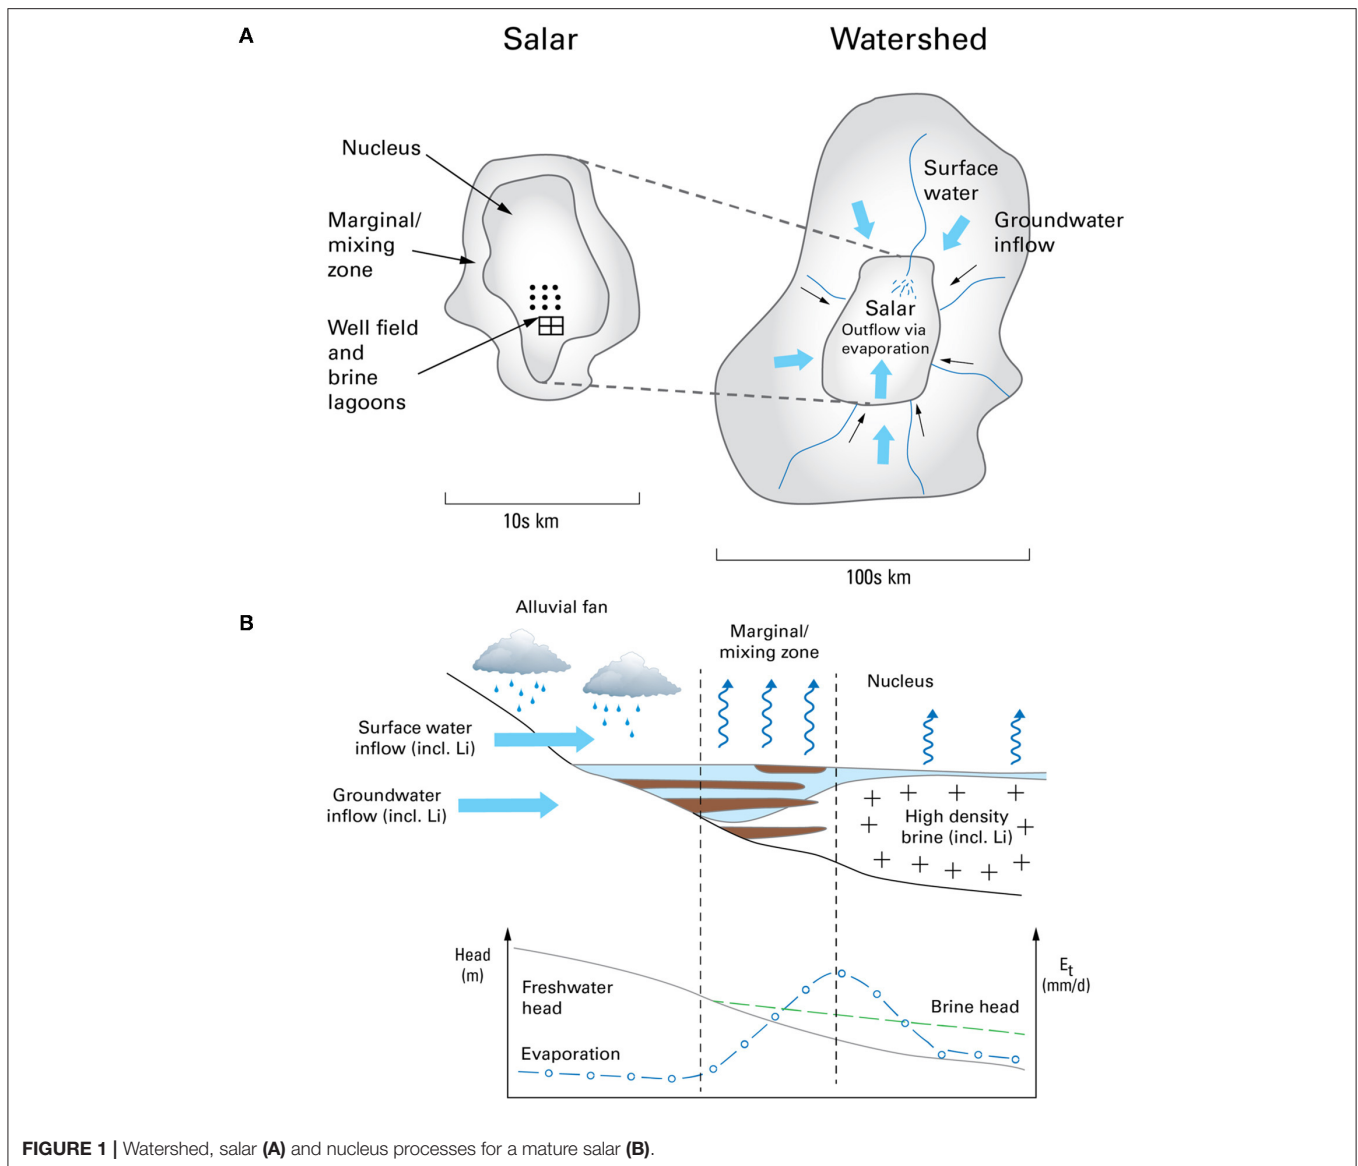 A
Salar
Watershed
Nucleus
Marginal/
mixing
zone
Well field
and
brine
lagoons
10s km
Surface
water
Groundwater
inflow
Salar
Outflow via
evaporation
100s km
B
Alluvial fan
Marginal/
mixing zone
Nucleus
Surface water
inflow (incl. Li)
Groundwater
inflow (incl. Li)
High density
brine (incl. Li)
Head
(m)
Freshwater
head
Evaporation
Brine head
Et
(mm/d)
FIGURE 1 | Watershed, salar (A) and nucleus processes for a mature salar (B).